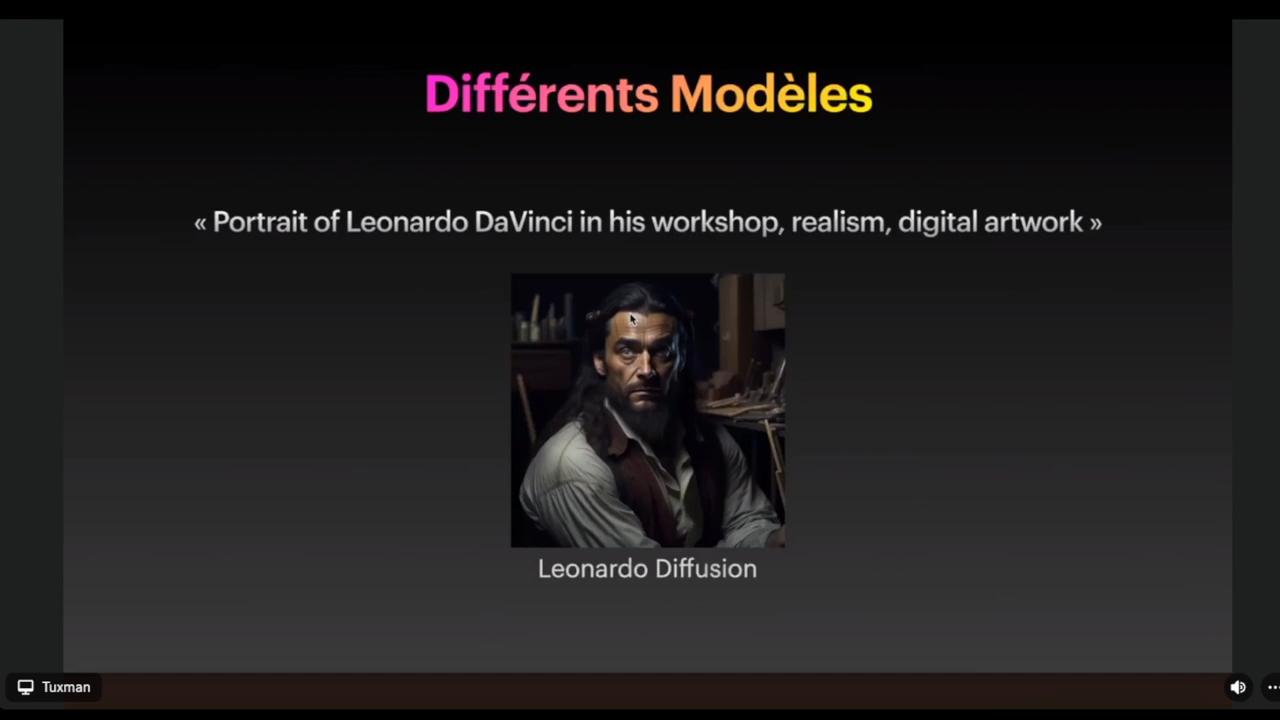 Différents Modèles
« Portrait of Leonardo DaVinci in his workshop, realism, digital artwork »
Leonardo Diffusion
Tuxman